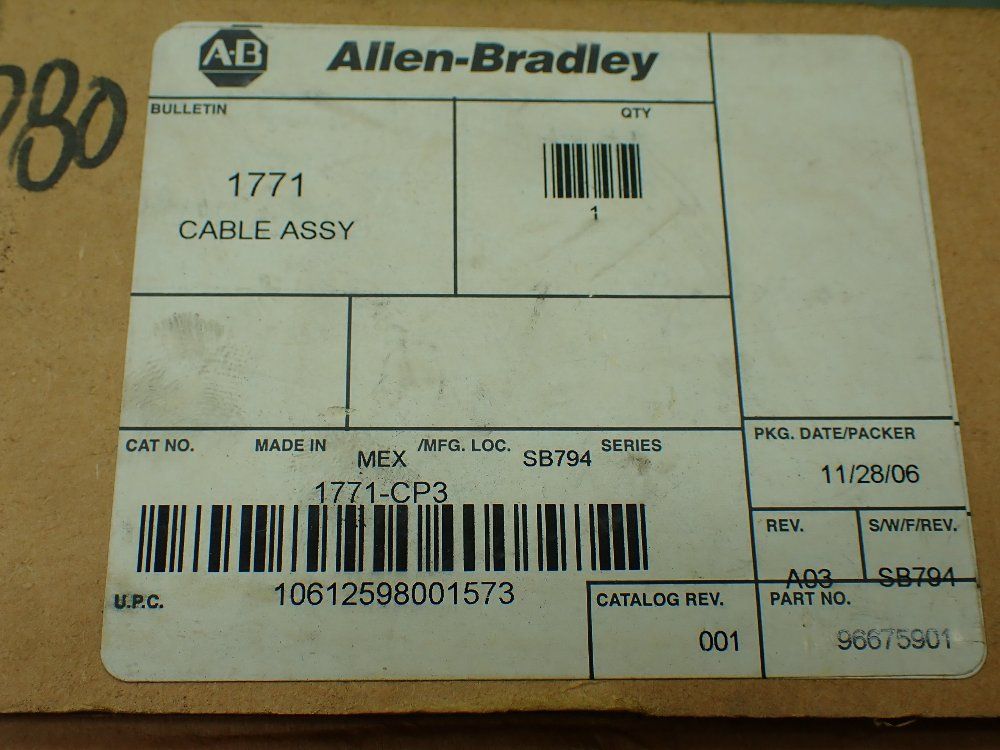 A-B Allen-Bradley
980
BULLETIN
QTY
1771
CABLE ASSY
1
CAT NO. MADE IN MEX /MFG. LOC. SB794 SERIES
1771-CP3
10612598001573
U.P.C.
PKG. DATE/PACKER
11/28/06
REV. S/W/F/REV.
A03 SB794
CATALOG REV. PART NO.
001 96675901